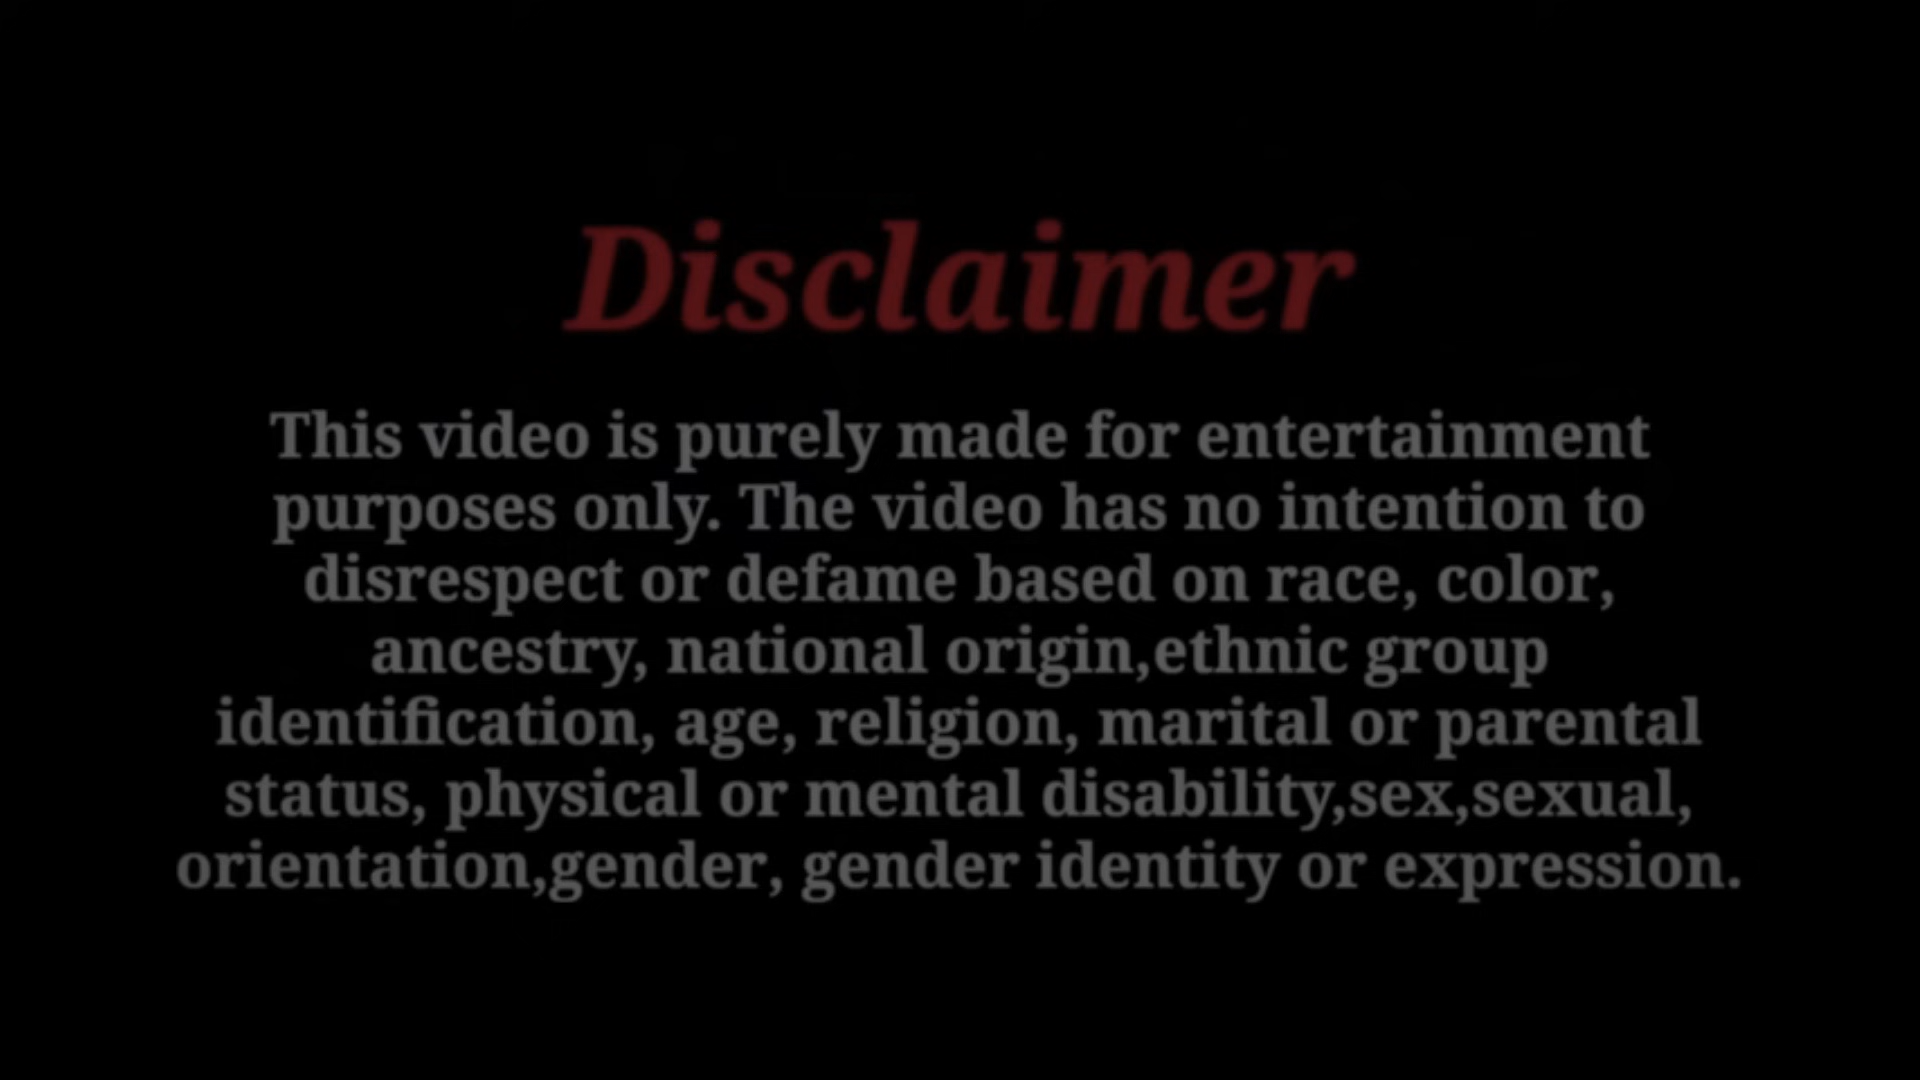 Disclaimer
This video is purely made for entertainment
purposes only. The video has no intention to
disrespect or defame based on race, color,
ancestry, national origin,ethnic group
identification, age, religion, marital or parental
status, physical or mental disability,sex,sexual,
orientation,gender, gender identity or expression.